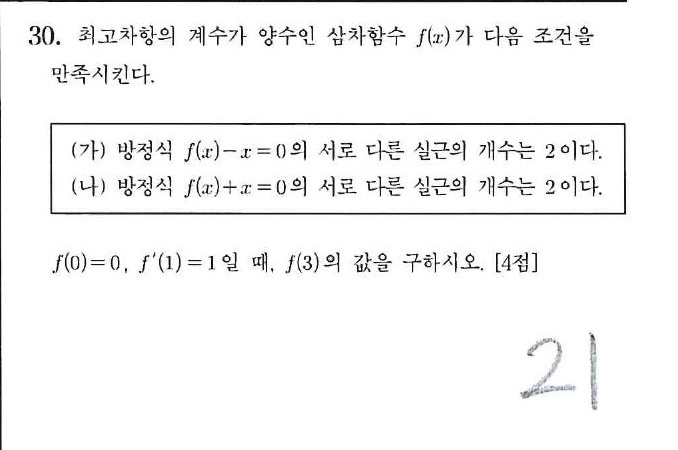 30. 최고차항의 계수가 양수인 삼차함수 f(x)가 다음 조건을
만족시킨다.
(가) 방정식 f(x)-x=0의 서로 다른 실근의 개수는 2이다.
(나) 방정식 f(x)+x=0의 서로 다른 실근의 개수는 2이다.
f(0)=0, f′(1)=1일 때, f(3)의 값을 구하시오. [4점]
21